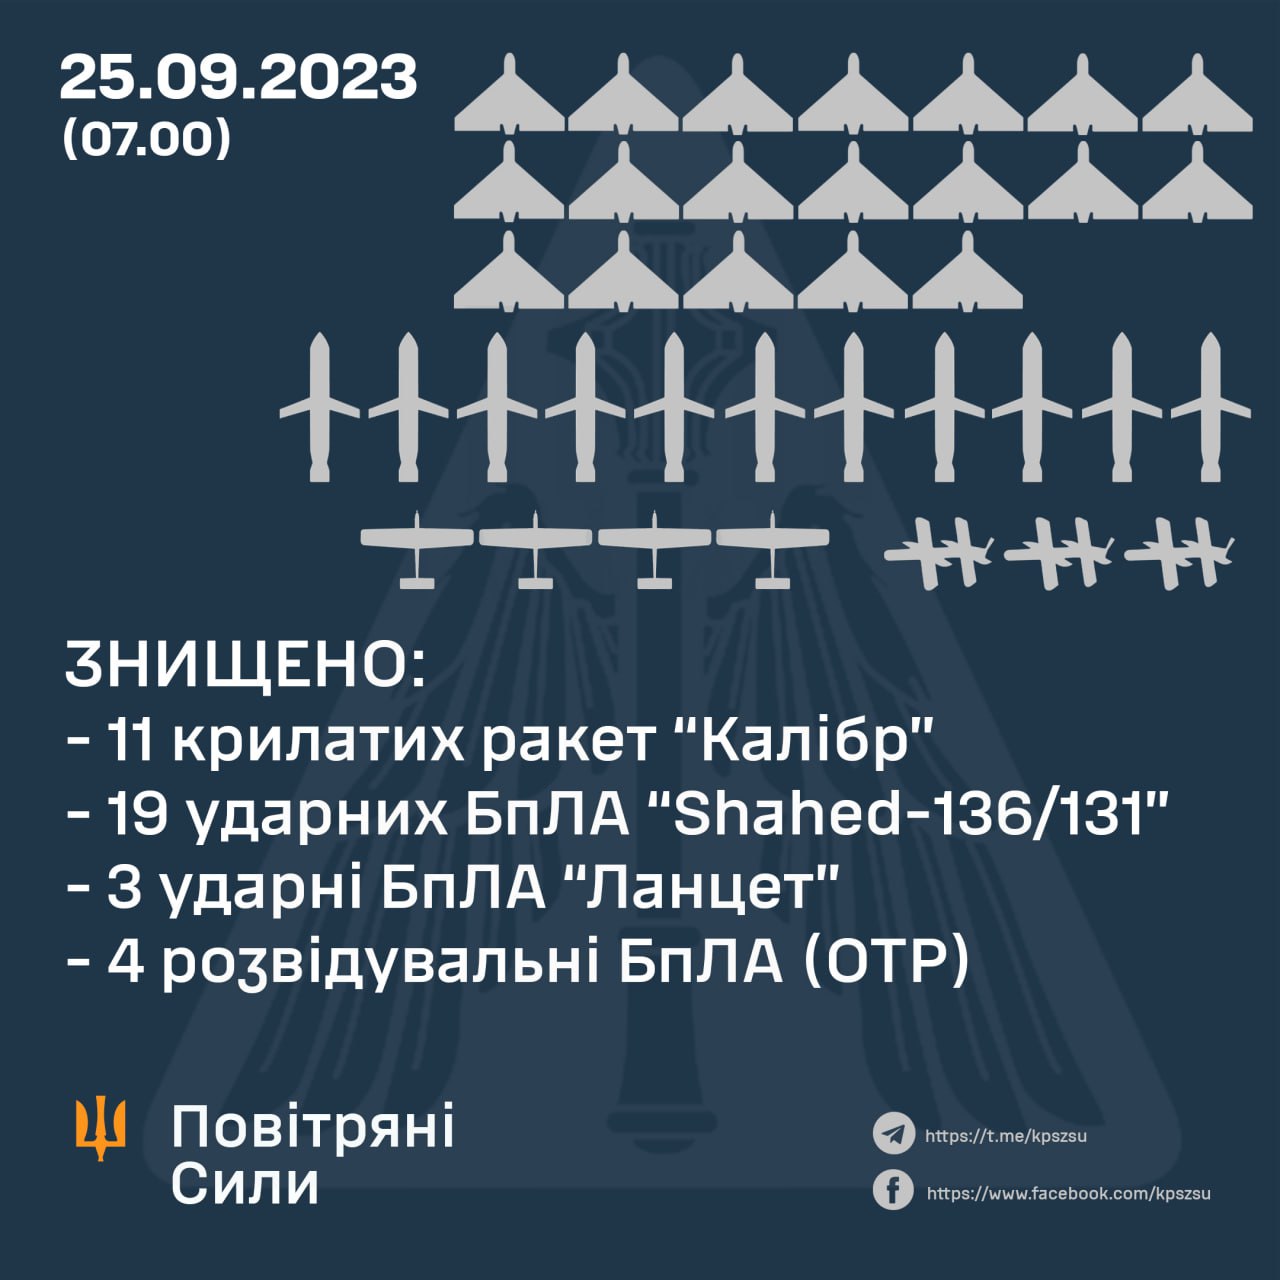 25.09.2023
(07.00)
ЗНИЩЕНО:
- 11 крилатих ракет “Калібр”
- 19 ударних БпЛА “Shahed-136/131”
- 3 ударні БпЛА “Ланцет”
- 4 розвідувальні БпЛА (ОТР)
Повітряні
Сили
https://t.me/kpszsu
https://www.facebook.com/kpszsu